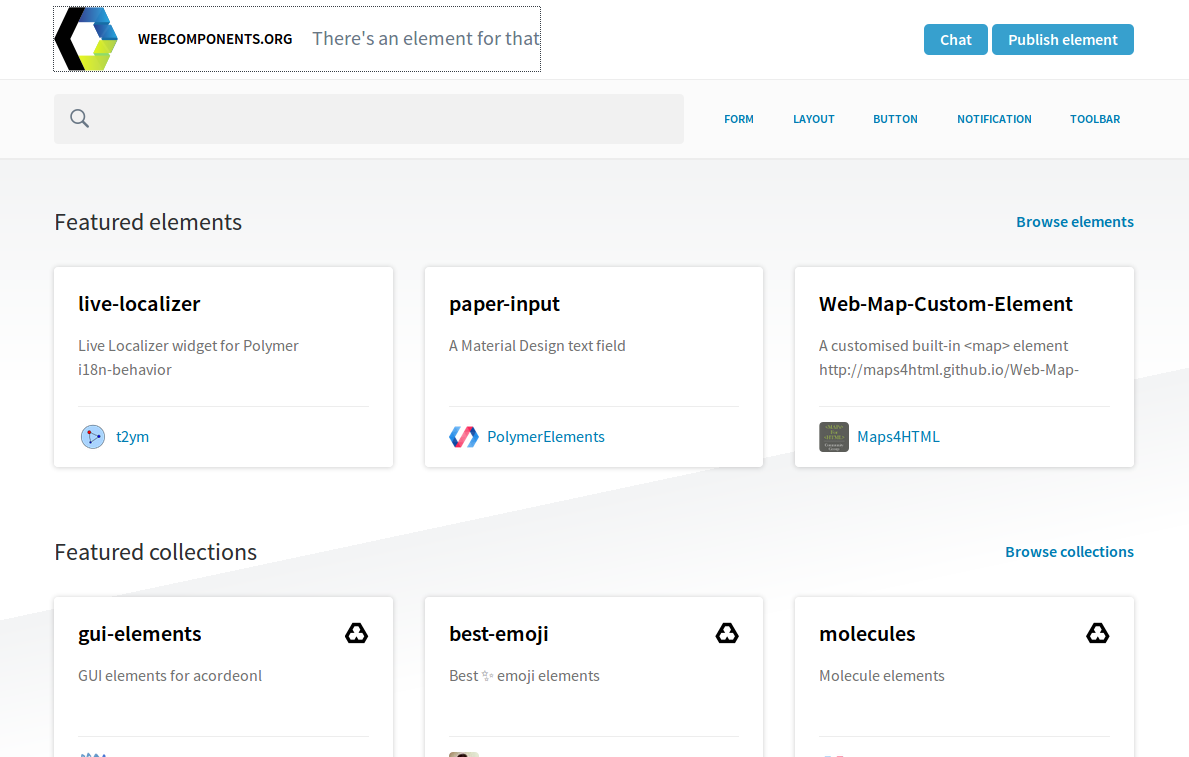 WEBCOMPONENTS.ORG There's an element for that
Chat
Publish element
FORM
LAYOUT
BUTTON
NOTIFICATION
TOOLBAR
Featured elements
Browse elements
live-localizer
Live Localizer widget for Polymer
i18n-behavior
t2ym
paper-input
A Material Design text field
PolymerElements
Web-Map-Custom-Element
A customised built-in <map> element
http://maps4html.github.io/Web-Map-
Maps4HTML
Featured collections
Browse collections
gui-elements
GUI elements for acordeonl
best-emoji
Best ✨ emoji elements
molecules
Molecule elements